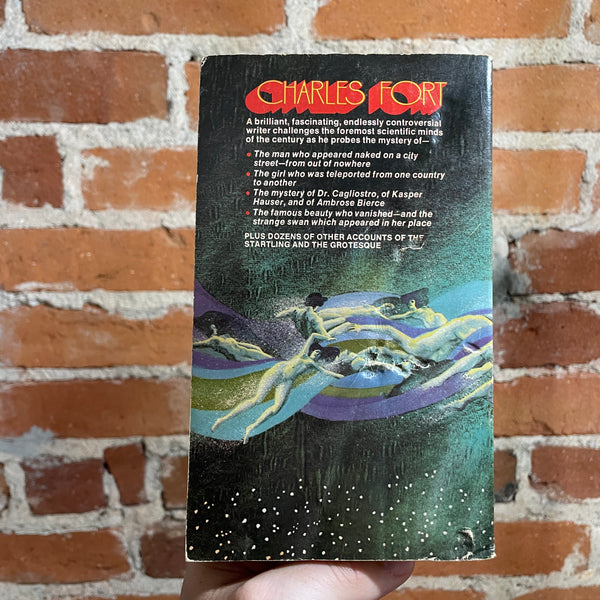 CHARLES FORT
A brilliant, fascinating, endlessly controversial
writer challenges the foremost scientific minds
of the century as he probes the mystery of—
• The man who appeared naked on a city
street—from out of nowhere
• The girl who was teleported from one country
to another
• The mystery of Dr. Cagliostro, of Kasper
Hauser, and of Ambrose Bierce
• The famous beauty who vanished—and the
strange swan which appeared in her place
PLUS DOZENS OF OTHER ACCOUNTS OF THE
STARTLING AND THE GROTESQUE